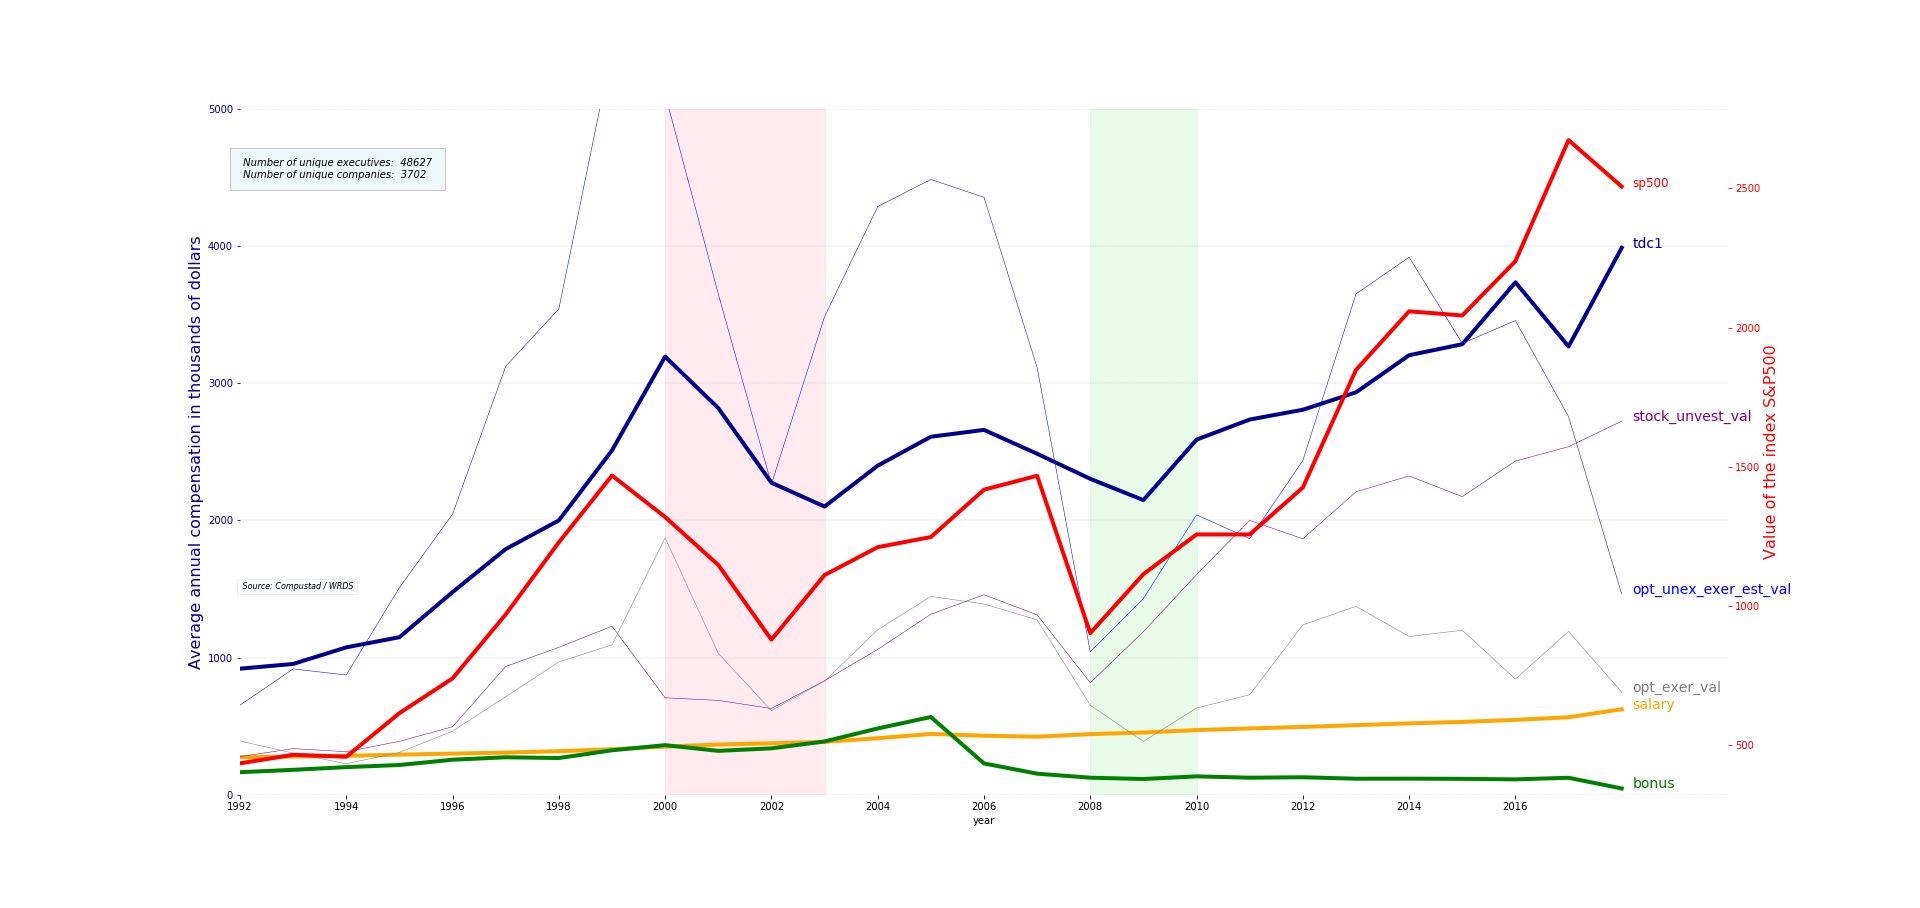 5000
4000
3000
2000
1000
0
Average annual compensation in thousands of dollars
Number of unique executives:  48627
Number of unique companies:  3702
Source: Compustad / WRDS
1992
1994
1996
1998
2000
2002
2004
2006
2008
2010
2012
2014
2016
year
sp500
tdc1
stock_unvest_val
opt_unex_exer_est_val
opt_exer_val
salary
bonus
2500
2000
1500
1000
500
Value of the index S&P500